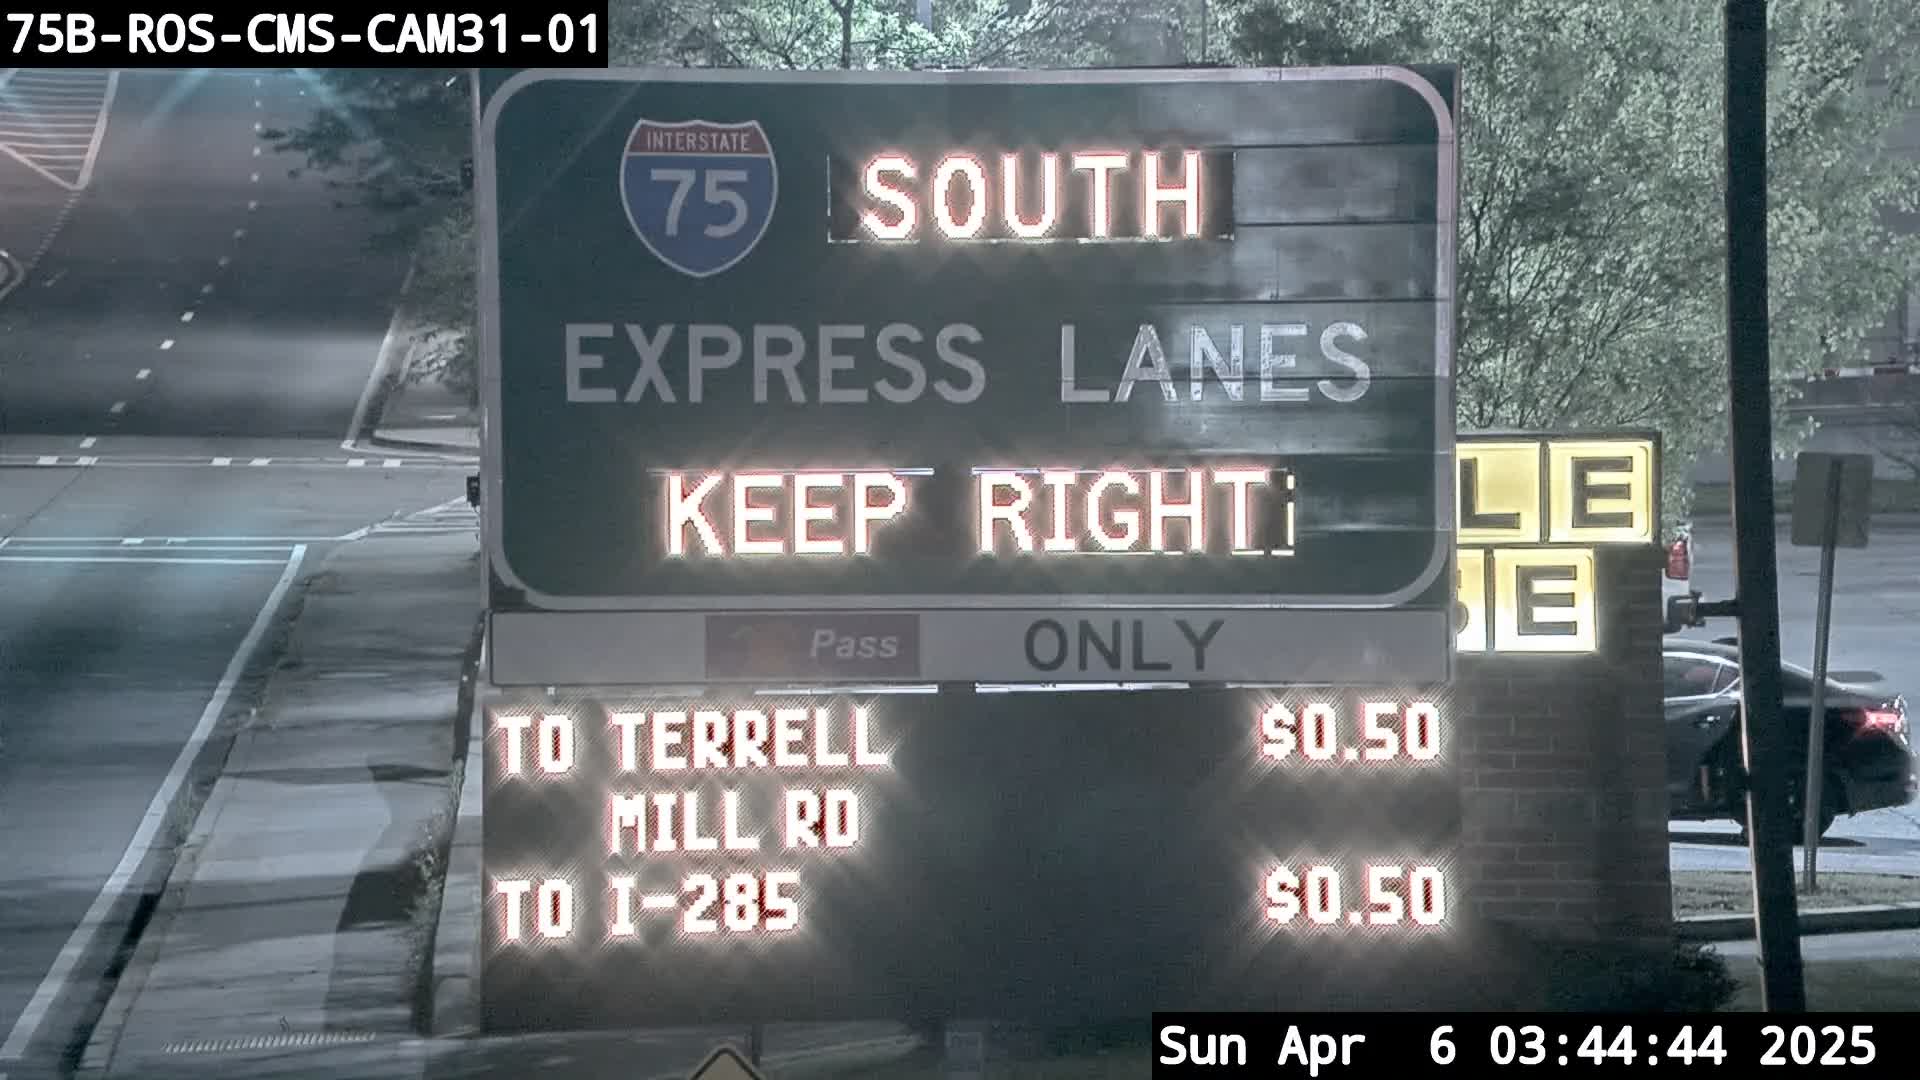 75B-ROS-CMS-CAM31-01
INTERSTATE
75
SOUTH
EXPRESS LANES
KEEP RIGHT
Pass ONLY
TO TERRELL $0.50
MILL RD
TO I-285 $0.50
LE
E
Sun Apr 6 03:44:44 2025